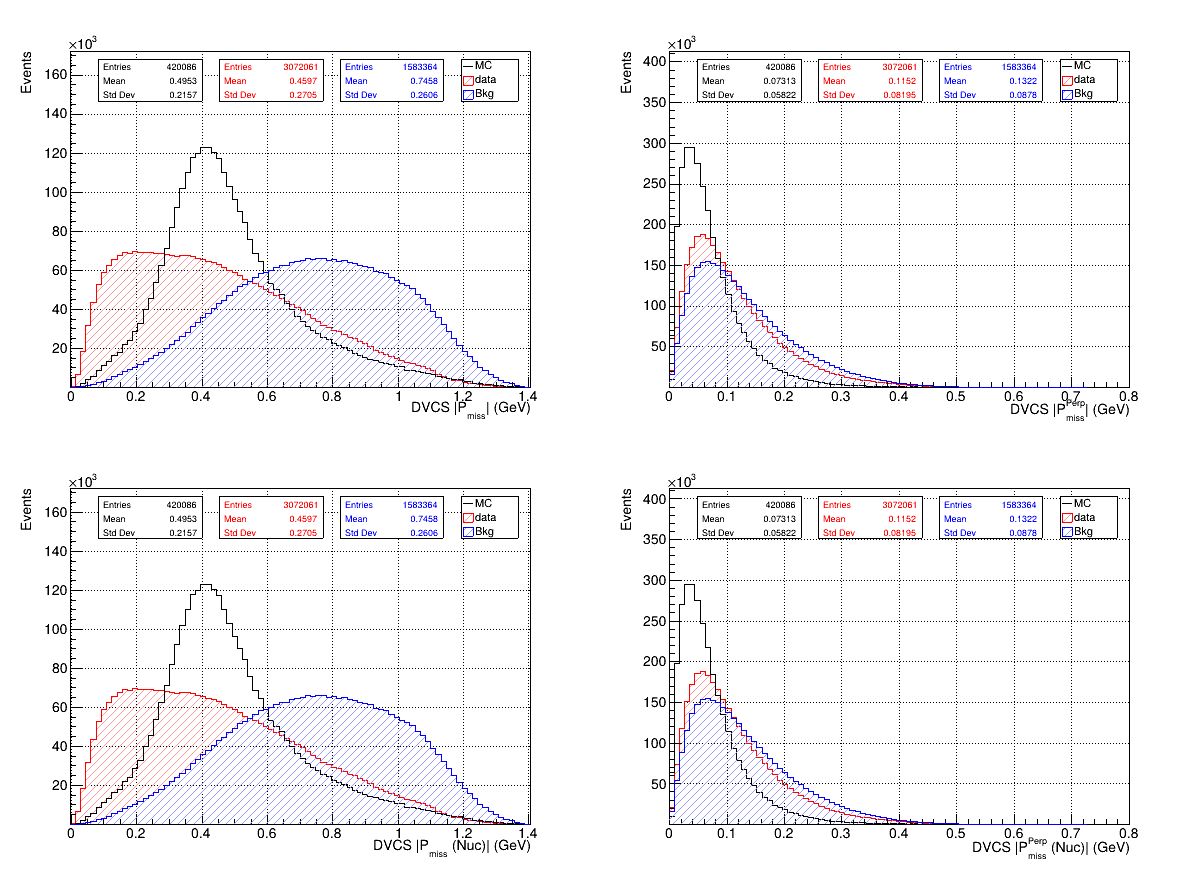 ×10³
Events
Entries 420086
Mean 0.4953
Std Dev 0.2157
Entries 3072061
Mean 0.4597
Std Dev 0.2705
Entries 1583364
Mean 0.7458
Std Dev 0.2606
MC
data
Bkg
160
140
120
100
80
60
40
20
0 0.2 0.4 0.6 0.8 1 1.2 1.4
DVCS |P_miss| (GeV)
×10³
Events
Entries 420086
Mean 0.07313
Std Dev 0.05822
Entries 3072061
Mean 0.1152
Std Dev 0.08195
Entries 1583364
Mean 0.1322
Std Dev 0.0878
MC
data
Bkg
400
350
300
250
200
150
100
50
0 0.1 0.2 0.3 0.4 0.5 0.6 0.7 0.8
DVCS |P_miss^Perp| (GeV)
×10³
Events
Entries 420086
Mean 0.4953
Std Dev 0.2157
Entries 3072061
Mean 0.4597
Std Dev 0.2705
Entries 1583364
Mean 0.7458
Std Dev 0.2606
MC
data
Bkg
160
140
120
100
80
60
40
20
0 0.2 0.4 0.6 0.8 1 1.2 1.4
DVCS |P_miss (Nuc)| (GeV)
×10³
Events
Entries 420086
Mean 0.07313
Std Dev 0.05822
Entries 3072061
Mean 0.1152
Std Dev 0.08195
Entries 1583364
Mean 0.1322
Std Dev 0.0878
MC
data
Bkg
400
350
300
250
200
150
100
50
0 0.1 0.2 0.3 0.4 0.5 0.6 0.7 0.8
DVCS |P_miss^Perp (Nuc)| (GeV)